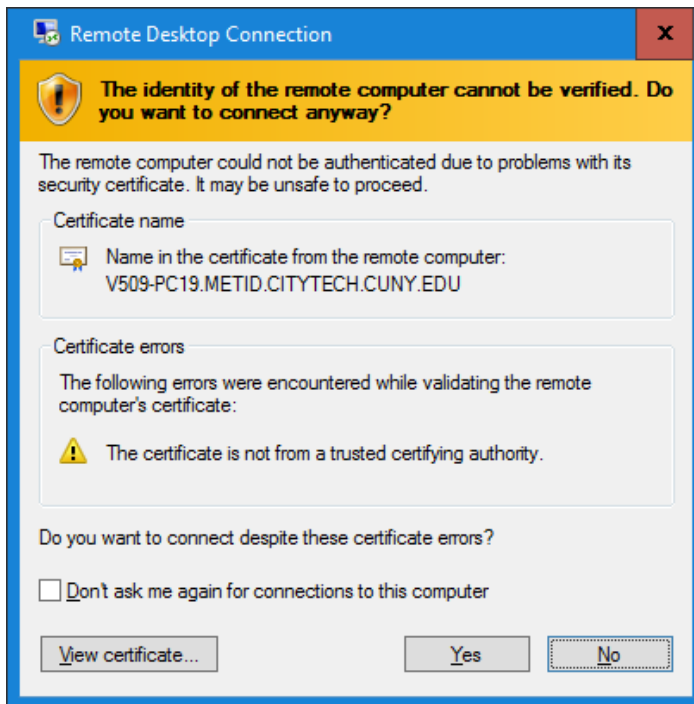 Remote Desktop Connection
x
The identity of the remote computer cannot be verified. Do
you want to connect anyway?
The remote computer could not be authenticated due to problems with its
security certificate. It may be unsafe to proceed.
Certificate name
Name in the certificate from the remote computer:
V509-PC19.METID.CITYTECH.CUNY.EDU
Certificate errors
The following errors were encountered while validating the remote
computer's certificate:
The certificate is not from a trusted certifying authority.
Do you want to connect despite these certificate errors?
Don't ask me again for connections to this computer
View certificate... Yes No